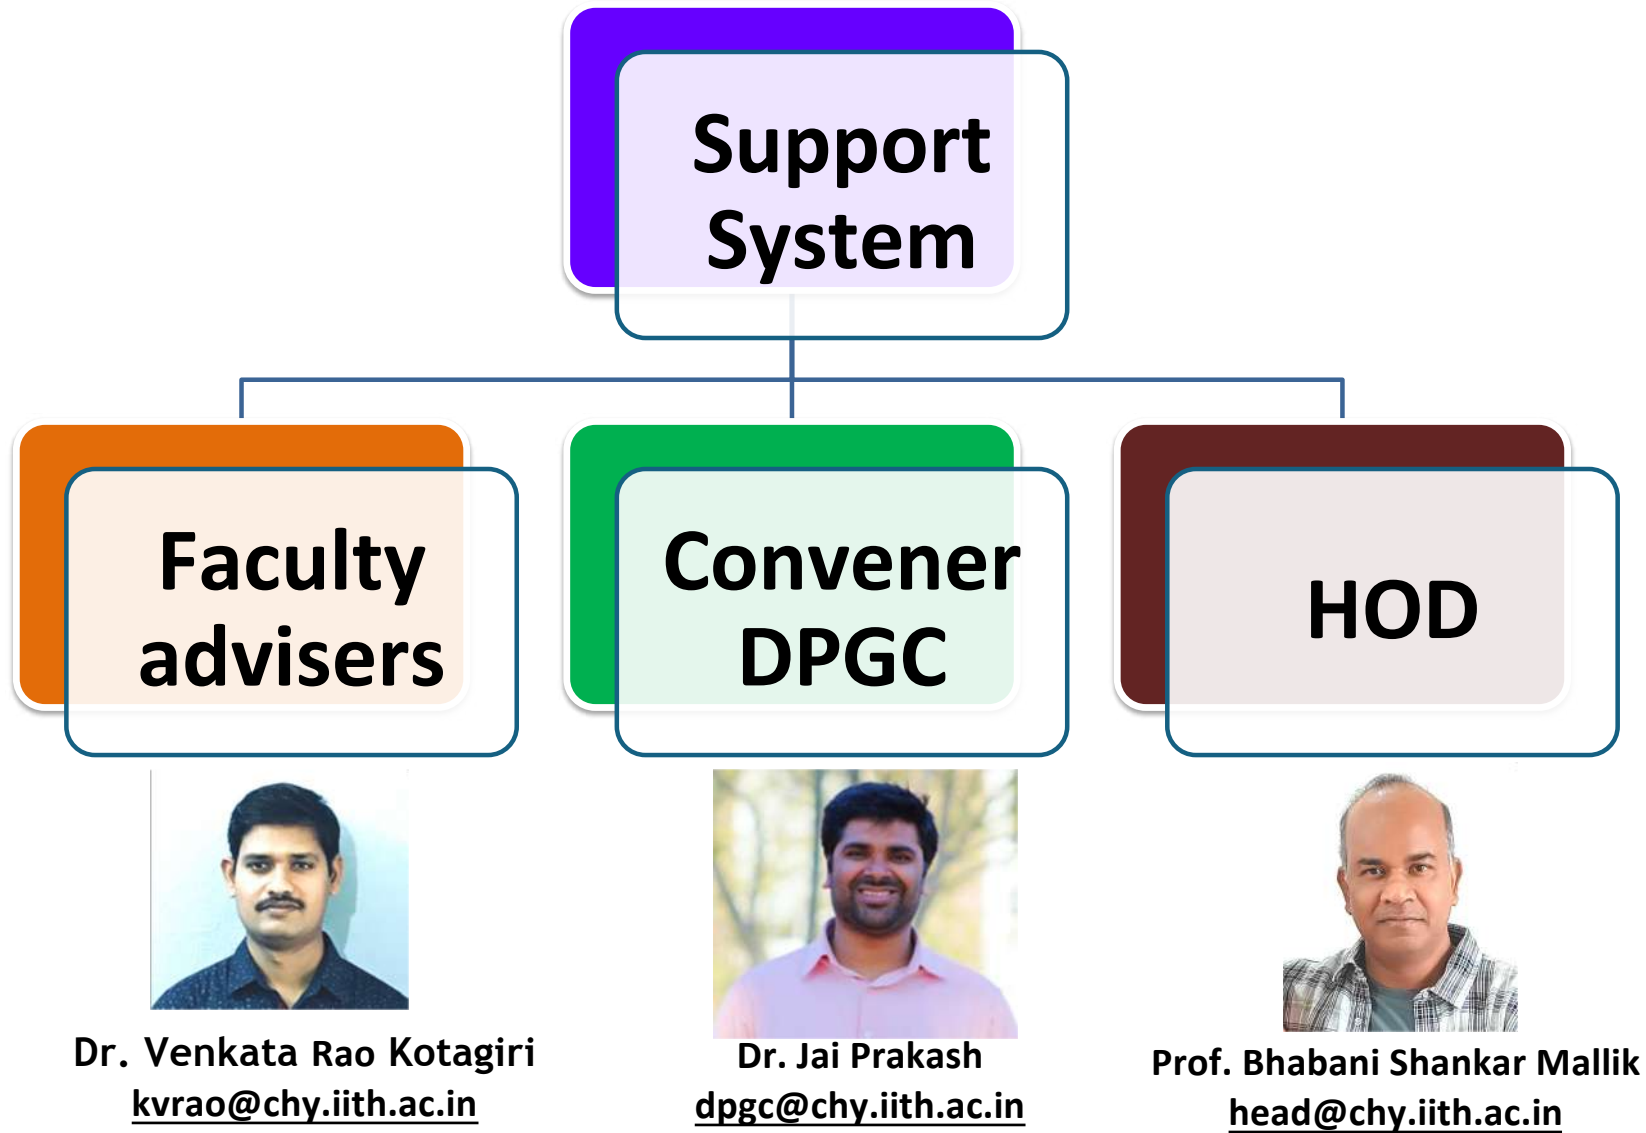 Support
System
Faculty
advisers
Convener
DPGC
HOD
Dr. Venkata Rao Kotagiri
kvrao@chy.iith.ac.in
Dr. Jai Prakash
dpgc@chy.iith.ac.in
Prof. Bhabani Shankar Mallik
head@chy.iith.ac.in